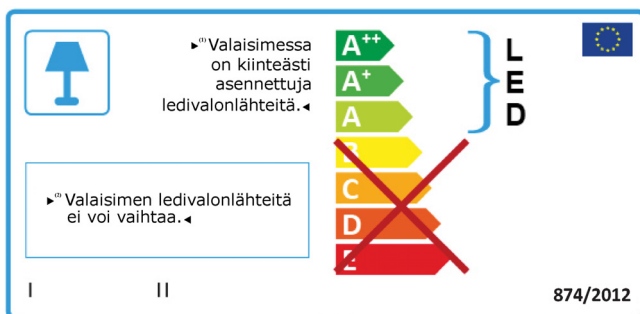 ►⁽¹⁾ Valaisimessa
on kiinteästi
asennettuja
ledivalonlähteitä.◄
A++
A+
A
B
C
D
E
L
E
D
►⁽²⁾ Valaisimen ledivalonlähteitä
ei voi vaihtaa.◄
I II
874/2012